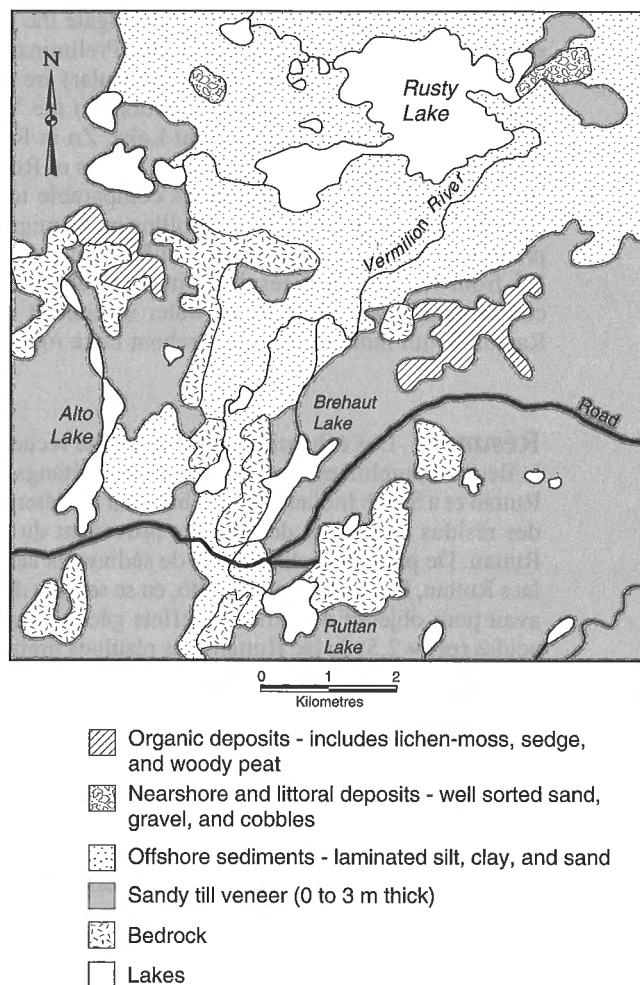 N
Rusty
Lake
Vermilion River
Alto
Lake
Brehaut
Lake
Road
Ruttan
Lake
0 1 2
Kilometres
Organic deposits - includes lichen-moss, sedge,
and woody peat
Nearshore and littoral deposits - well sorted sand,
gravel, and cobbles
Offshore sediments - laminated silt, clay, and sand
Sandy till veneer (0 to 3 m thick)
Bedrock
Lakes